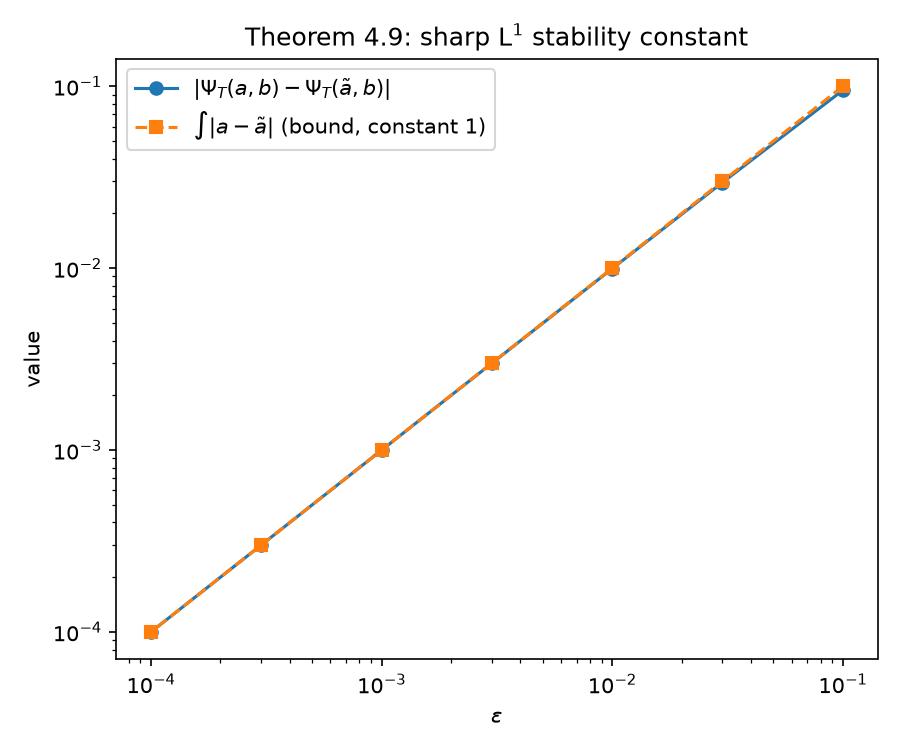 Theorem 4.9: sharp L¹ stability constant
|Ψ_T(a, b) − Ψ_T(ã, b)|
∫|a − ã| (bound, constant 1)
value
10⁻¹
10⁻²
10⁻³
10⁻⁴
10⁻⁴ 10⁻³ 10⁻² 10⁻¹
ε